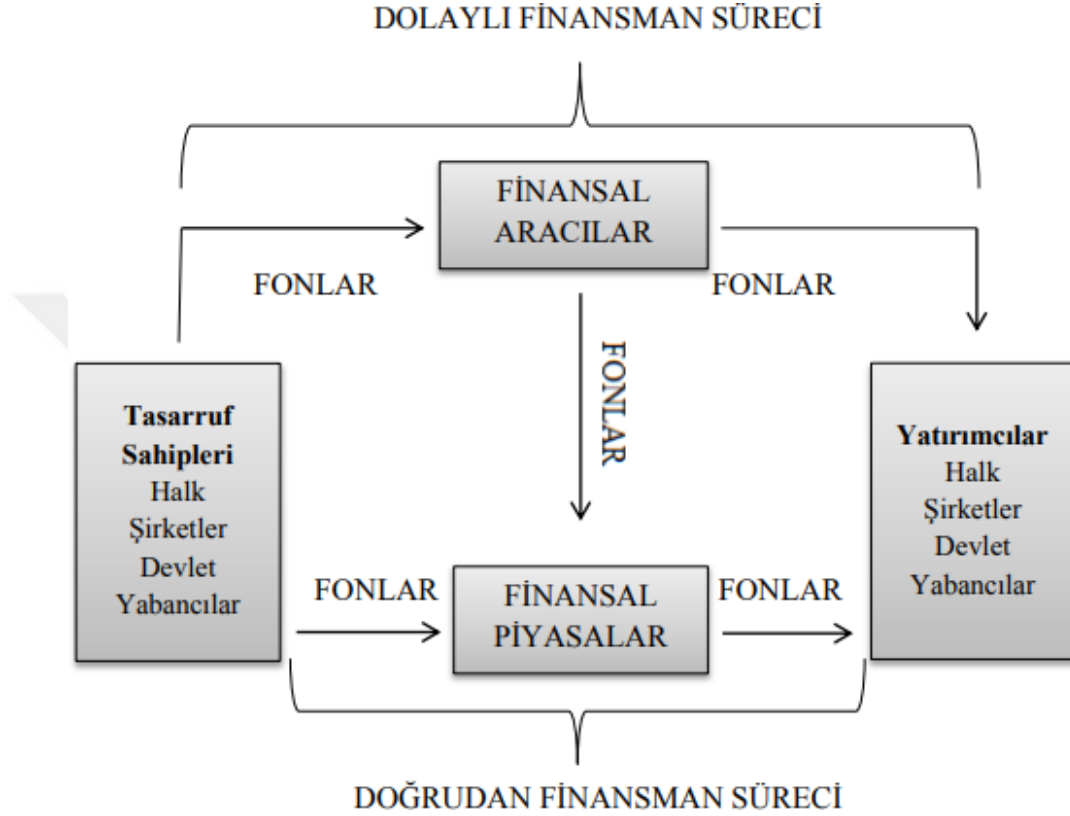 DOLAYLI FİNANSMAN SÜRECİ
FİNANSAL
ARACILAR
FONLAR
FONLAR
FONLAR
Tasarruf
Sahipleri
Halk
Şirketler
Devlet
Yabancılar
Yatırımcılar
Halk
Şirketler
Devlet
Yabancılar
FONLAR
FİNANSAL
PİYASALAR
FONLAR
DOĞRUDAN FİNANSMAN SÜRECİ